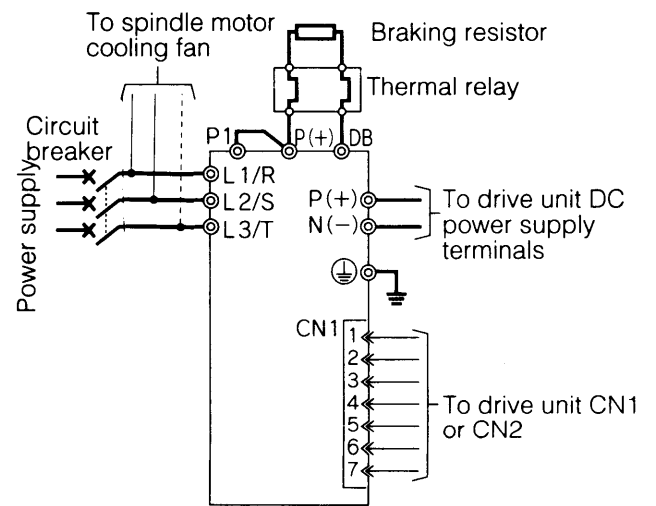 To spindle motor
cooling fan
Braking resistor
Thermal relay
Circuit
breaker
P1
P(+)
DB
Power supply
L1/R
L2/S
L3/T
P(+)
N(−)
To drive unit DC
power supply
terminals
CN1
1
2
3
4
5
6
7
To drive unit CN1
or CN2